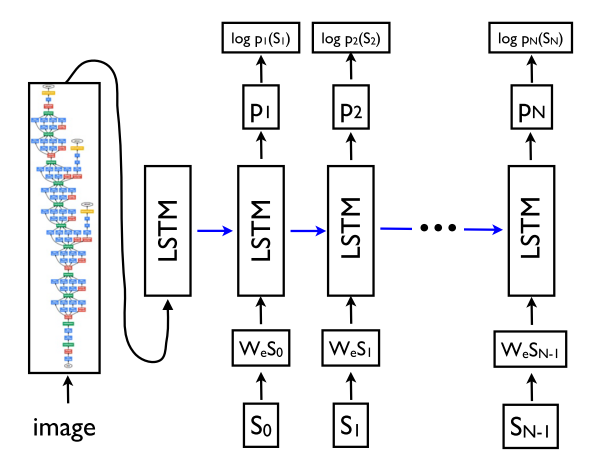 log p₁(S₁) log p₂(S₂) log pN(SN)
p₁ p₂ pN
LSTM LSTM LSTM ••• LSTM
WₑS₀ WₑS₁ WₑSN-1
image S₀ S₁ SN-1